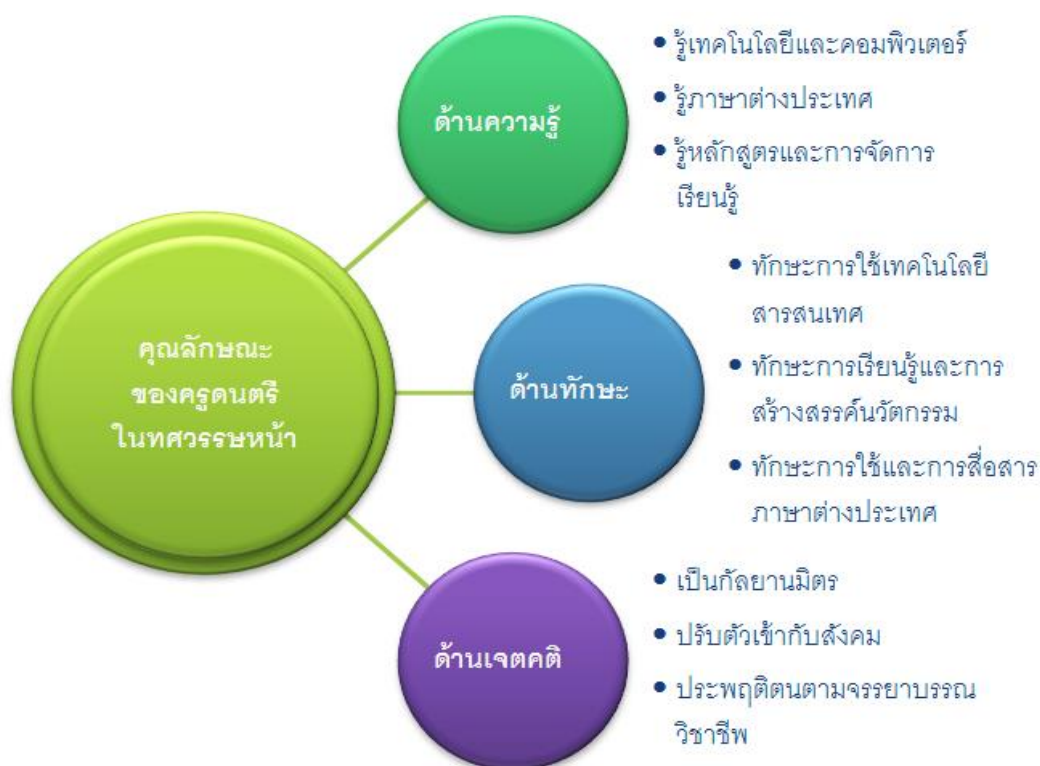 คุณลักษณะ
ของครูดนตรี
ในทศวรรษหน้า
ด้านความรู้
• รู้เทคโนโลยีและคอมพิวเตอร์
• รู้ภาษาต่างประเทศ
• รู้หลักสูตรและการจัดการ
เรียนรู้
ด้านทักษะ
• ทักษะการใช้เทคโนโลยี
สารสนเทศ
• ทักษะการเรียนรู้และการ
สร้างสรรค์นวัตกรรม
• ทักษะการใช้และการสื่อสาร
ภาษาต่างประเทศ
ด้านเจตคติ
• เป็นกัลยานมิตร
• ปรับตัวเข้ากับสังคม
• ประพฤติตนตามจรรยาบรรณ
วิชาชีพ